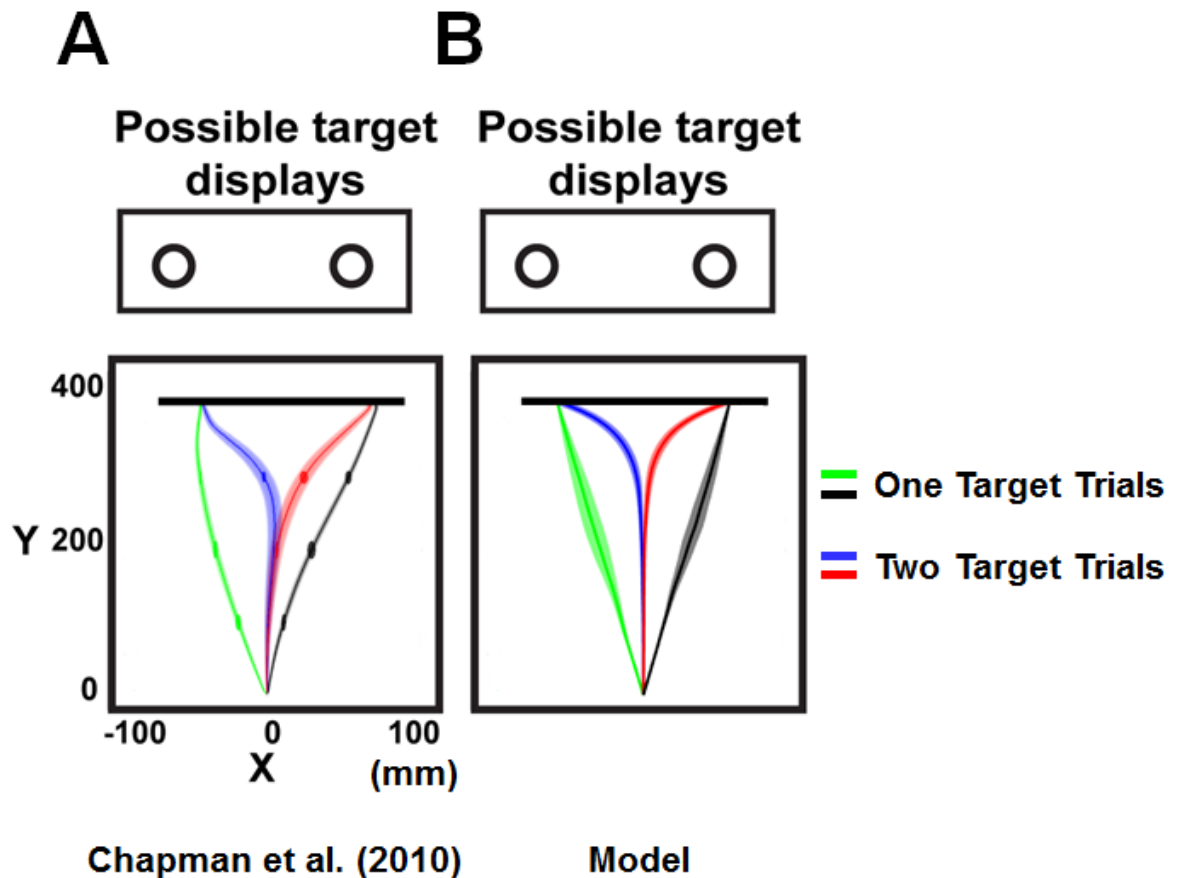 A
B
Possible target
displays
Possible target
displays
400
Y 200
0
-100 0 100
X (mm)
One Target Trials
Two Target Trials
Chapman et al. (2010)
Model